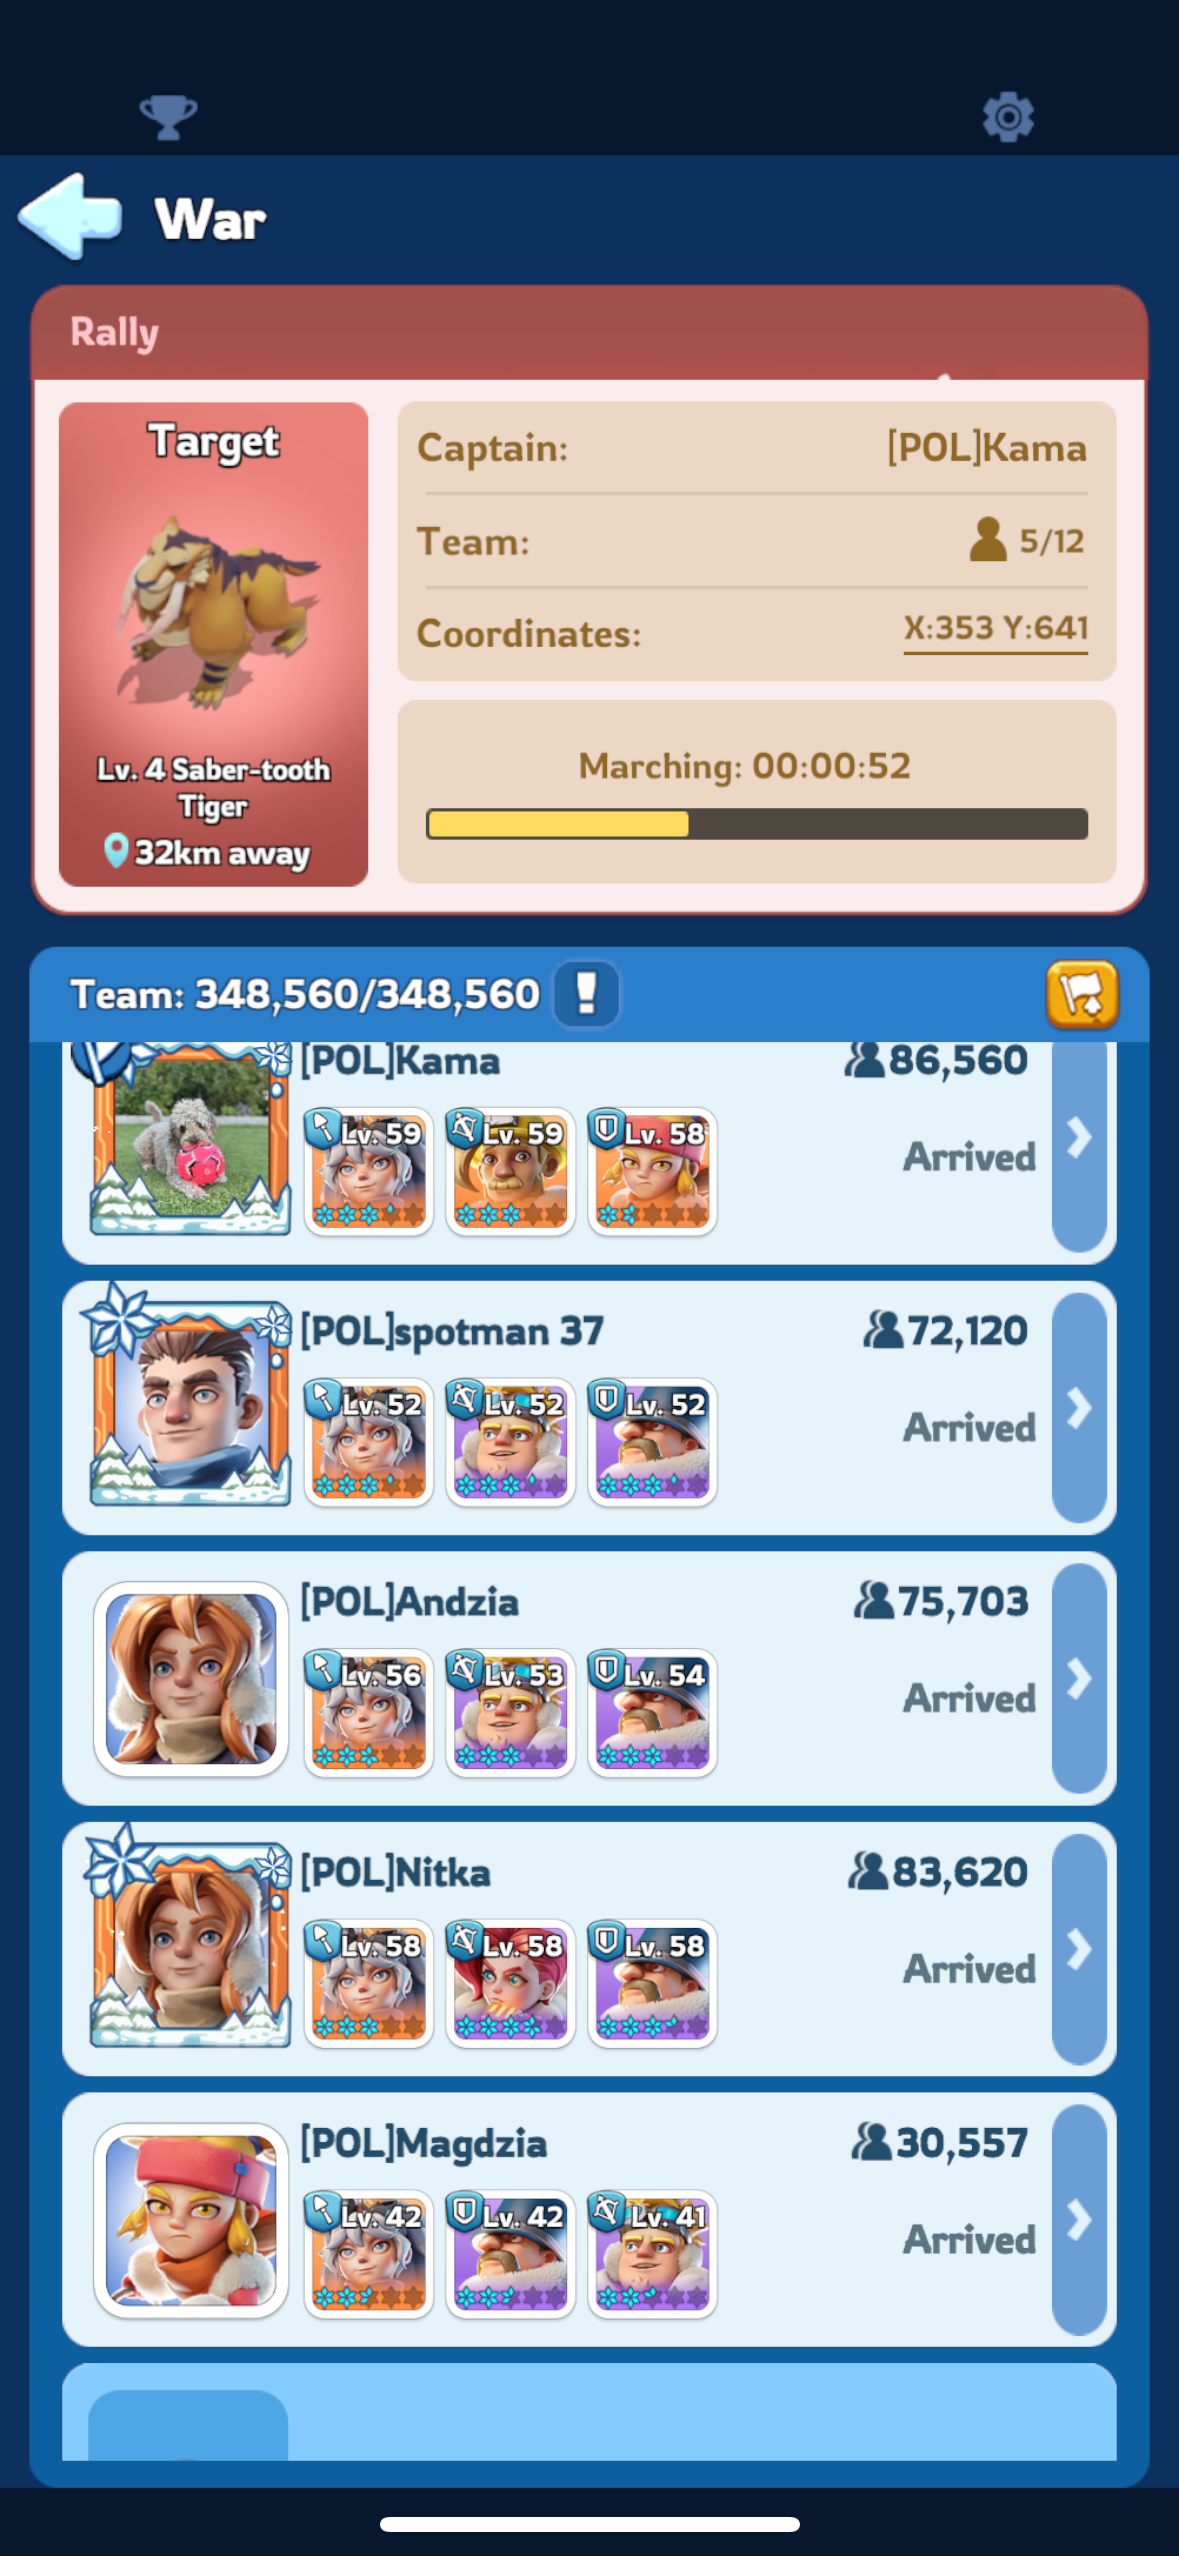 War
Rally
Target
Lv. 4 Saber-tooth
Tiger
32km away
Captain: [POL]Kama
Team: 5/12
Coordinates: X:353 Y:641
Marching: 00:00:52
Team: 348,560/348,560
[POL]Kama 86,560
Lv. 59 Lv. 59 Lv. 58
Arrived
[POL]spotman 37 72,120
Lv. 52 Lv. 52 Lv. 52
Arrived
[POL]Andzia 75,703
Lv. 56 Lv. 53 Lv. 54
Arrived
[POL]Nitka 83,620
Lv. 58 Lv. 58 Lv. 58
Arrived
[POL]Magdzia 30,557
Lv. 42 Lv. 42 Lv. 41
Arrived